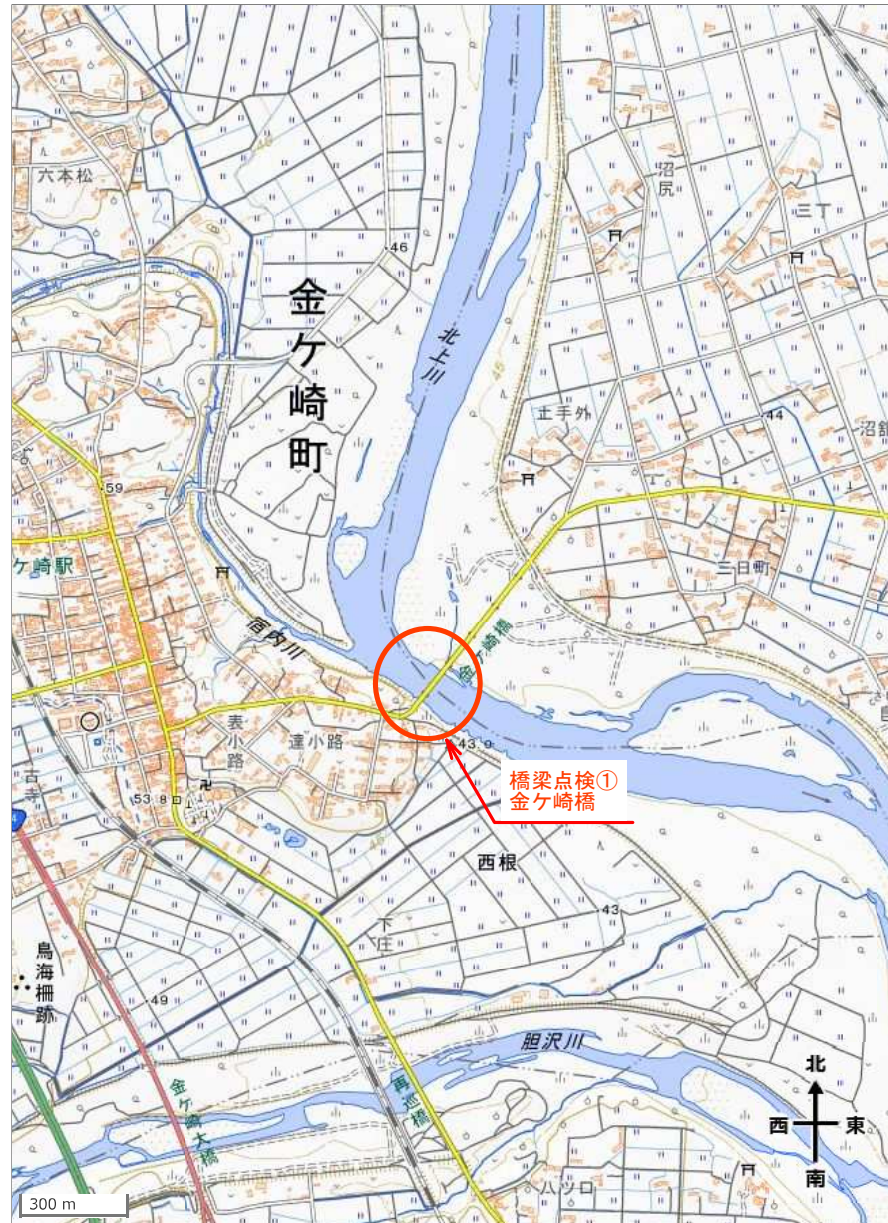 六本松
沼尻
三丁
46
金ケ崎町
北上川
45
土手外
44
59
ケ崎駅
三日町
宿内川
金ケ崎橋
表小路
達小路
43.0
橋梁点検①
金ケ崎橋
古寺
53.8
45
西根
43
下庄
鳥海柵跡
49
胆沢川
金ケ崎大橋
再巡橋
北
西
東
南
八ツ口
300 m